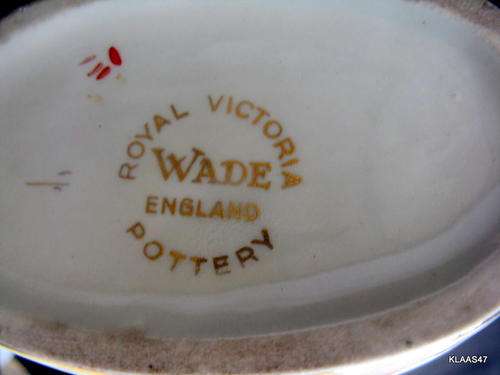 ROYAL VICTORIA
WADE
ENGLAND
POTTERY
KLAAS47